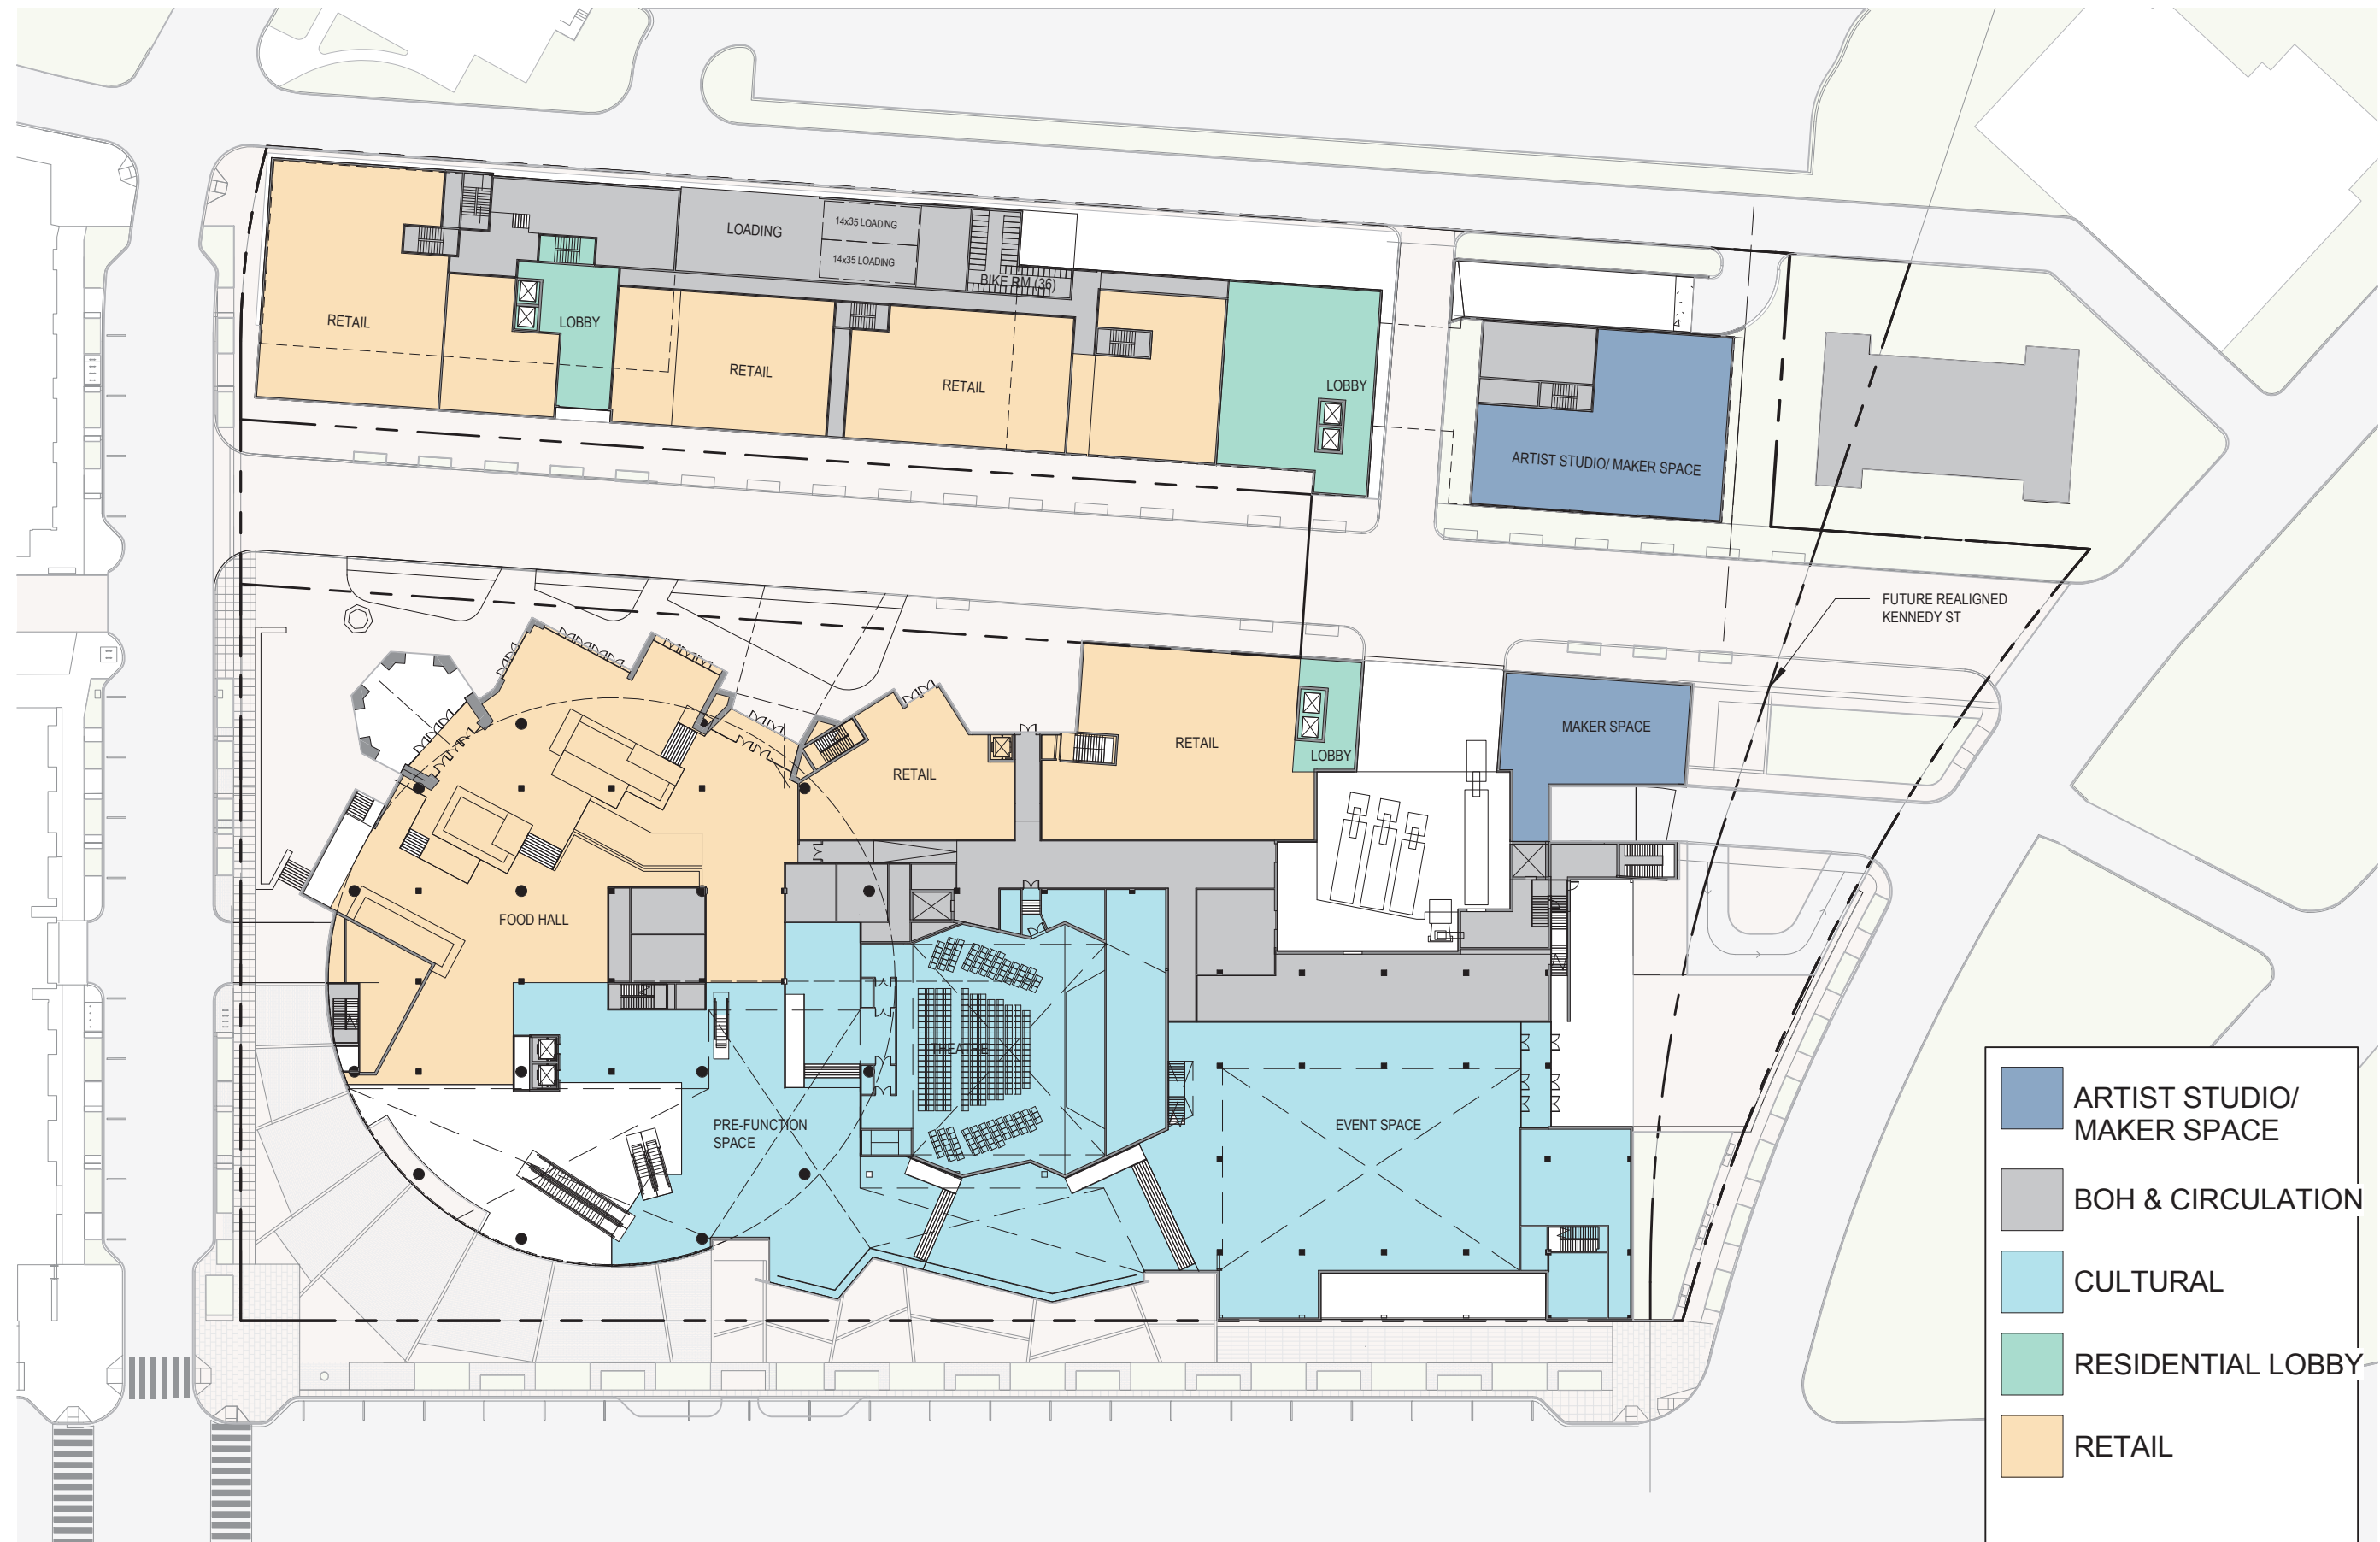 LOADING
14x35 LOADING
14x35 LOADING
BIKE RM (36)
RETAIL
LOBBY
RETAIL
RETAIL
LOBBY
ARTIST STUDIO/ MAKER SPACE
FUTURE REALIGNED
KENNEDY ST
MAKER SPACE
RETAIL
LOBBY
RETAIL
FOOD HALL
THEATRE
PRE-FUNCTION
SPACE
EVENT SPACE
ARTIST STUDIO/
MAKER SPACE
BOH & CIRCULATION
CULTURAL
RESIDENTIAL LOBBY
RETAIL